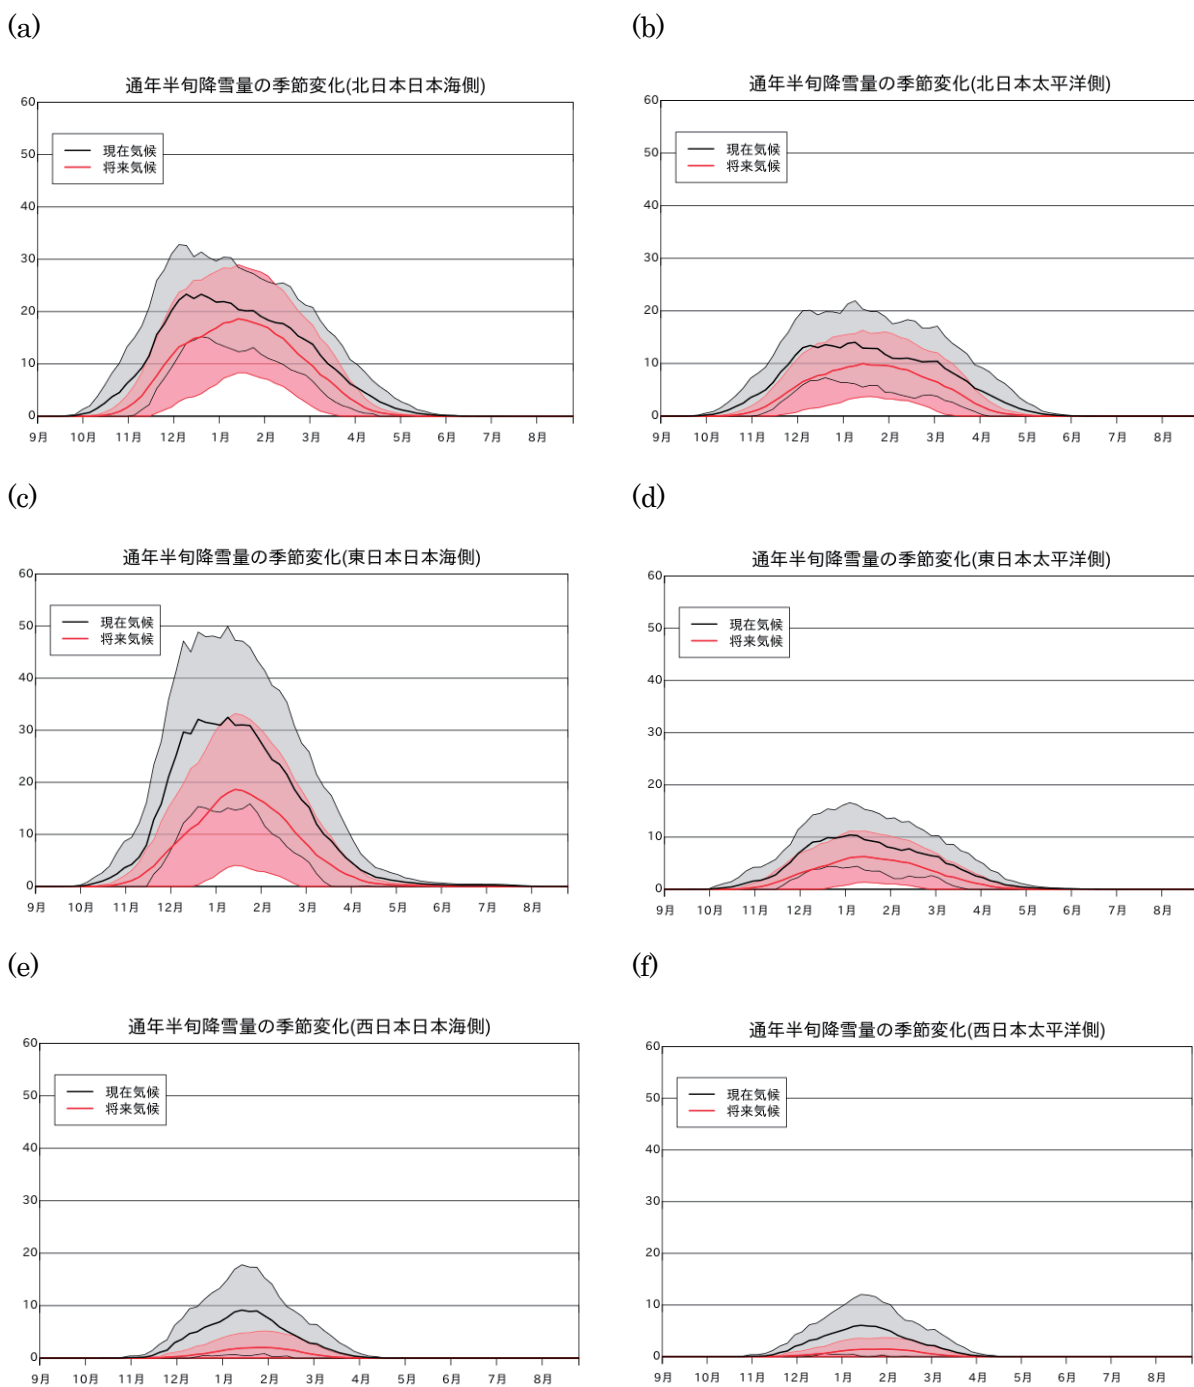 (a)
通年半旬降雪量の季節変化(北日本日本海側)
60
50
40
30
20
10
0
現在気候
将来気候
9月 10月 11月 12月 1月 2月 3月 4月 5月 6月 7月 8月
(b)
通年半旬降雪量の季節変化(北日本太平洋側)
60
50
40
30
20
10
0
現在気候
将来気候
9月 10月 11月 12月 1月 2月 3月 4月 5月 6月 7月 8月
(c)
通年半旬降雪量の季節変化(東日本日本海側)
60
50
40
30
20
10
0
現在気候
将来気候
9月 10月 11月 12月 1月 2月 3月 4月 5月 6月 7月 8月
(d)
通年半旬降雪量の季節変化(東日本太平洋側)
60
50
40
30
20
10
0
現在気候
将来気候
9月 10月 11月 12月 1月 2月 3月 4月 5月 6月 7月 8月
(e)
通年半旬降雪量の季節変化(西日本日本海側)
60
50
40
30
20
10
0
現在気候
将来気候
9月 10月 11月 12月 1月 2月 3月 4月 5月 6月 7月 8月
(f)
通年半旬降雪量の季節変化(西日本太平洋側)
60
50
40
30
20
10
0
現在気候
将来気候
9月 10月 11月 12月 1月 2月 3月 4月 5月 6月 7月 8月